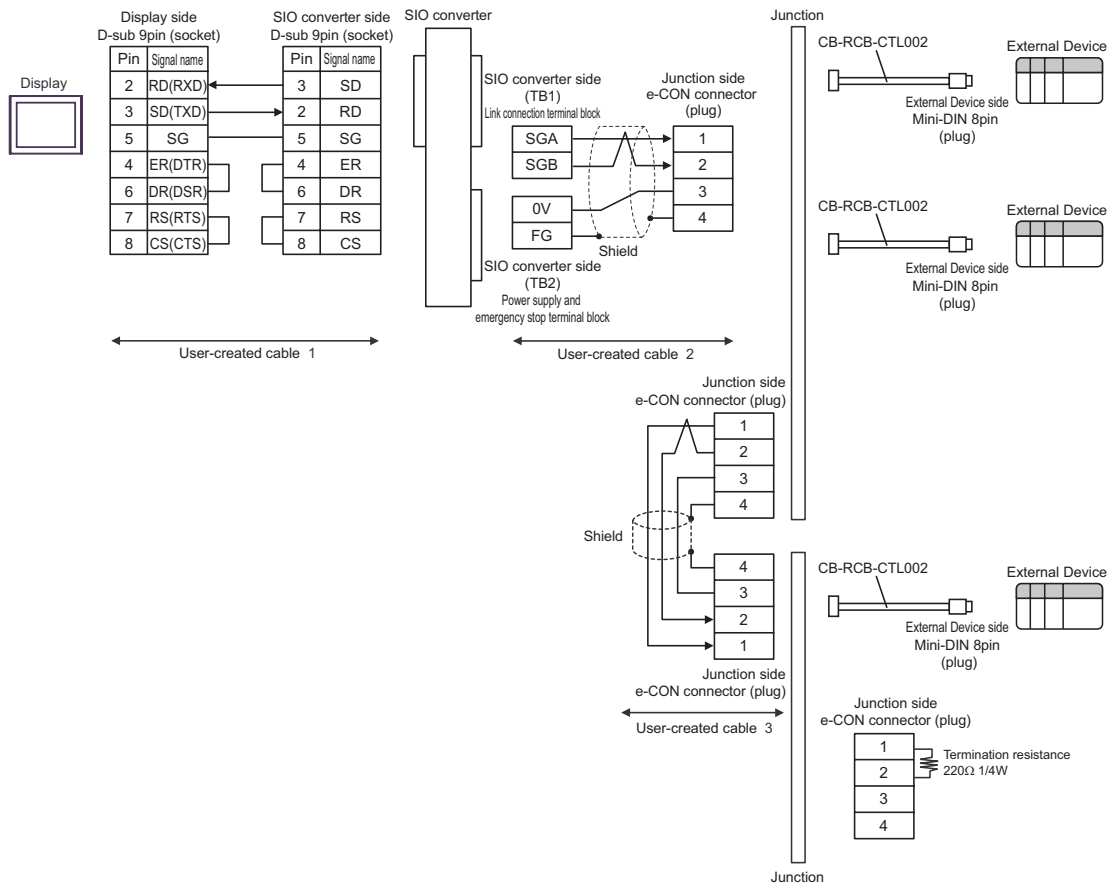 Display
Display side
D-sub 9pin (socket)
Pin Signal name
2 RD(RXD)
3 SD(TXD)
5 SG
4 ER(DTR)
6 DR(DSR)
7 RS(RTS)
8 CS(CTS)
SIO converter side
D-sub 9pin (socket)
Pin Signal name
3 SD
2 RD
5 SG
4 ER
6 DR
7 RS
8 CS
User-created cable 1
SIO converter
SIO converter side
(TB1)
Link connection terminal block
SGA
SGB
0V
FG
SIO converter side
(TB2)
Power supply and
emergency stop terminal block
Shield
Junction side
e-CON connector
(plug)
1
2
3
4
User-created cable 2
Junction side
e-CON connector (plug)
1
2
3
4
Shield
4
3
2
1
Junction side
e-CON connector (plug)
User-created cable 3
Junction
CB-RCB-CTL002
External Device side
Mini-DIN 8pin
(plug)
External Device
CB-RCB-CTL002
External Device side
Mini-DIN 8pin
(plug)
External Device
CB-RCB-CTL002
External Device side
Mini-DIN 8pin
(plug)
External Device
Junction side
e-CON connector (plug)
1
2
3
4
Termination resistance
220Ω 1/4W
Junction